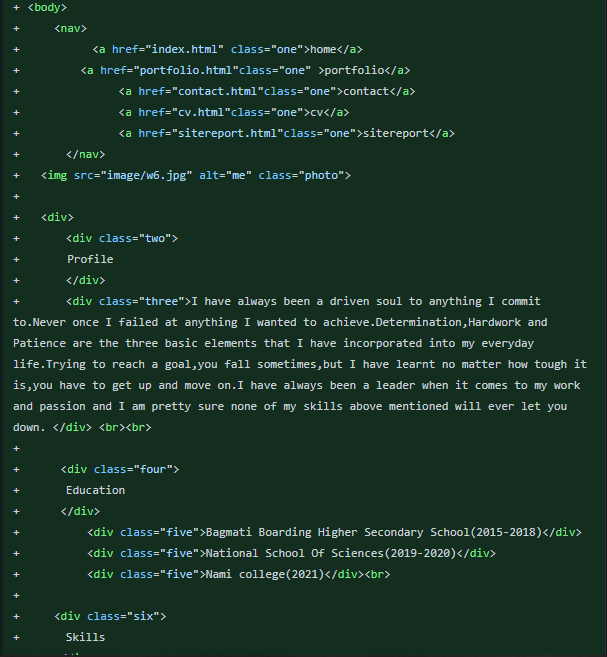 + <body>
+ <nav>
+ <a href="index.html" class="one">home</a>
+ <a href="portfolio.html"class="one" >portfolio</a>
+ <a href="contact.html"class="one">contact</a>
+ <a href="cv.html"class="one">cv</a>
+ <a href="sitereport.html"class="one">sitereport</a>
+ </nav>
+ <img src="image/w6.jpg" alt="me" class="photo">
+
+ <div>
+ <div class="two">
+ Profile
+ </div>
+ <div class="three">I have always been a driven soul to anything I commit
to.Never once I failed at anything I wanted to achieve.Determination,Hardwork and
Patience are the three basic elements that I have incorporated into my everyday
life.Trying to reach a goal,you fall sometimes,but I have learnt no matter how tough it
is,you have to get up and move on.I have always been a leader when it comes to my work
and passion and I am pretty sure none of my skills above mentioned will ever let you
down. </div> <br><br>
+
+ <div class="four">
+ Education
+ </div>
+ <div class="five">Bagmati Boarding Higher Secondary School(2015-2018)</div>
+ <div class="five">National School Of Sciences(2019-2020)</div>
+ <div class="five">Nami college(2021)</div><br>
+
+ <div class="six">
+ Skills